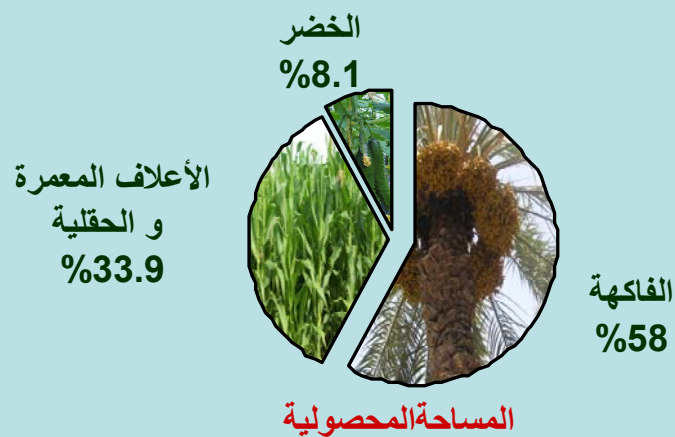 الخضر
%8.1
الأعلاف المعمرة
و الحقلية
%33.9
الفاكهة
%58
المساحةالمحصولية